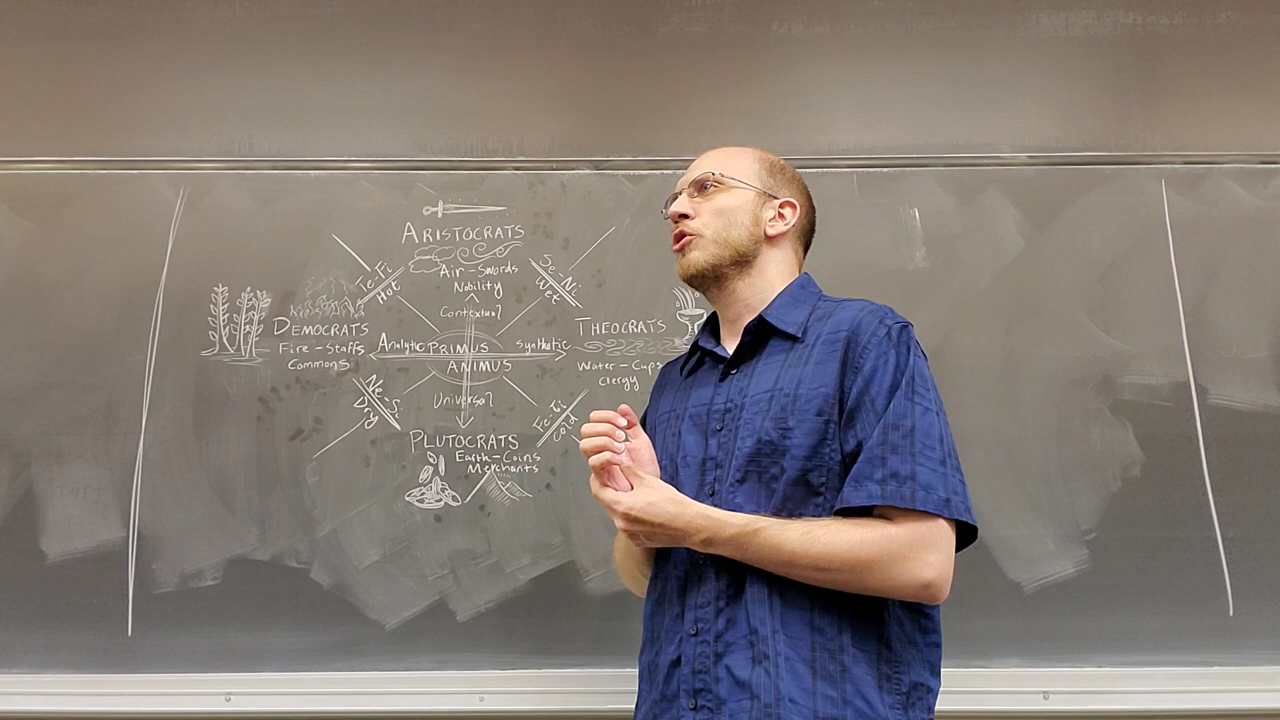 ARISTOCRATS
Air-Swords
Nobility
Contextual
Te-Fi
Hot
Se-Ni
Wet
DEMOCRATS
Fire-Staffs
Commons
Analytic
PRIMUS
ANIMUS
synthetic
THEOCRATS
Water-Cups
Clergy
Universal
Ne-Si
Dry
Fe-Ti
Cold
PLUTOCRATS
Earth-Coins
Merchants